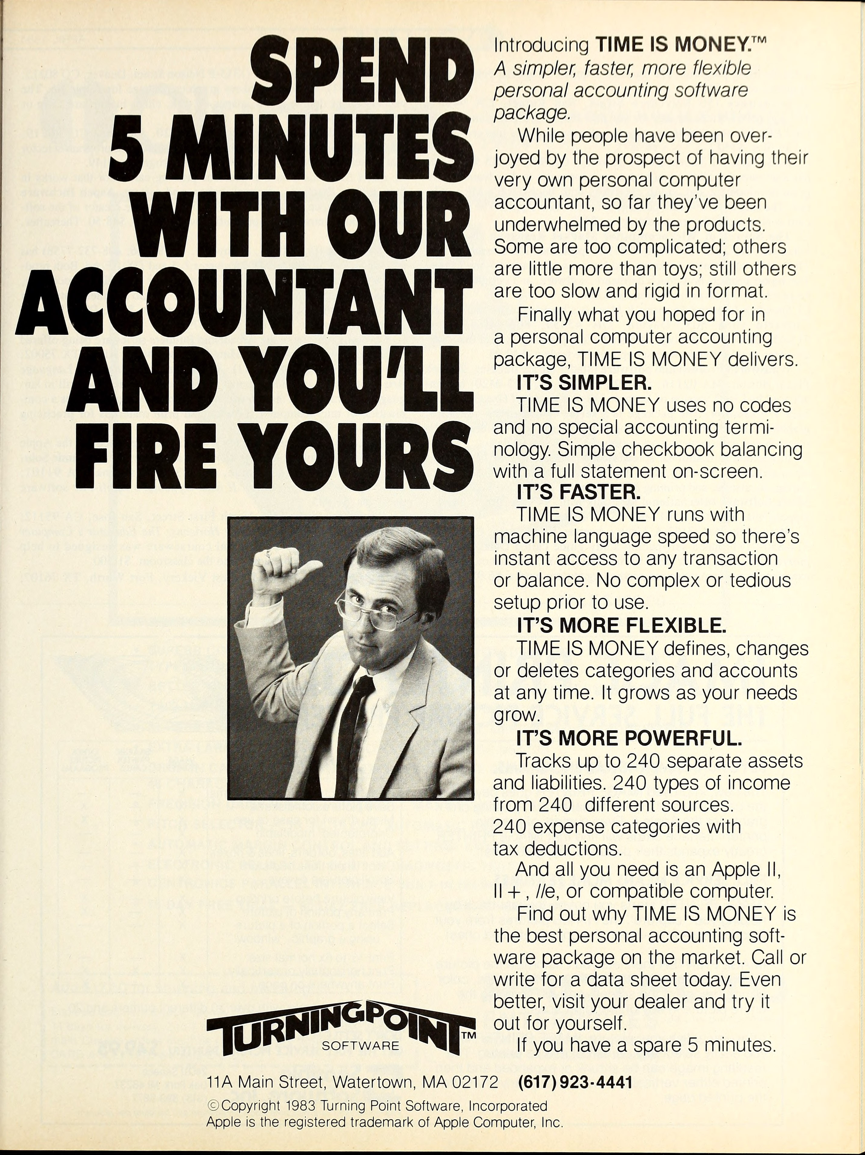 SPEND
5 MINUTES
WITH OUR
ACCOUNTANT
AND YOU'LL
FIRE YOURS
Introducing TIME IS MONEY.™
A simpler, faster, more flexible
personal accounting software
package.
While people have been over-
joyed by the prospect of having their
very own personal computer
accountant, so far they've been
underwhelmed by the products.
Some are too complicated; others
are little more than toys; still others
are too slow and rigid in format.
Finally what you hoped for in
a personal computer accounting
package, TIME IS MONEY delivers.
IT'S SIMPLER.
TIME IS MONEY uses no codes
and no special accounting termi-
nology. Simple checkbook balancing
with a full statement on-screen.
IT'S FASTER.
TIME IS MONEY runs with
machine language speed so there's
instant access to any transaction
or balance. No complex or tedious
setup prior to use.
IT'S MORE FLEXIBLE.
TIME IS MONEY defines, changes
or deletes categories and accounts
at any time. It grows as your needs
grow.
IT'S MORE POWERFUL.
Tracks up to 240 separate assets
and liabilities. 240 types of income
from 240 different sources.
240 expense categories with
tax deductions.
And all you need is an Apple II,
II+, //e, or compatible computer.
Find out why TIME IS MONEY is
the best personal accounting soft-
ware package on the market. Call or
write for a data sheet today. Even
better, visit your dealer and try it
out for yourself.
If you have a spare 5 minutes.
TURNINGPOINT™
SOFTWARE
11A Main Street, Watertown, MA 02172 (617) 923-4441
©Copyright 1983 Turning Point Software, Incorporated
Apple is the registered trademark of Apple Computer, Inc.